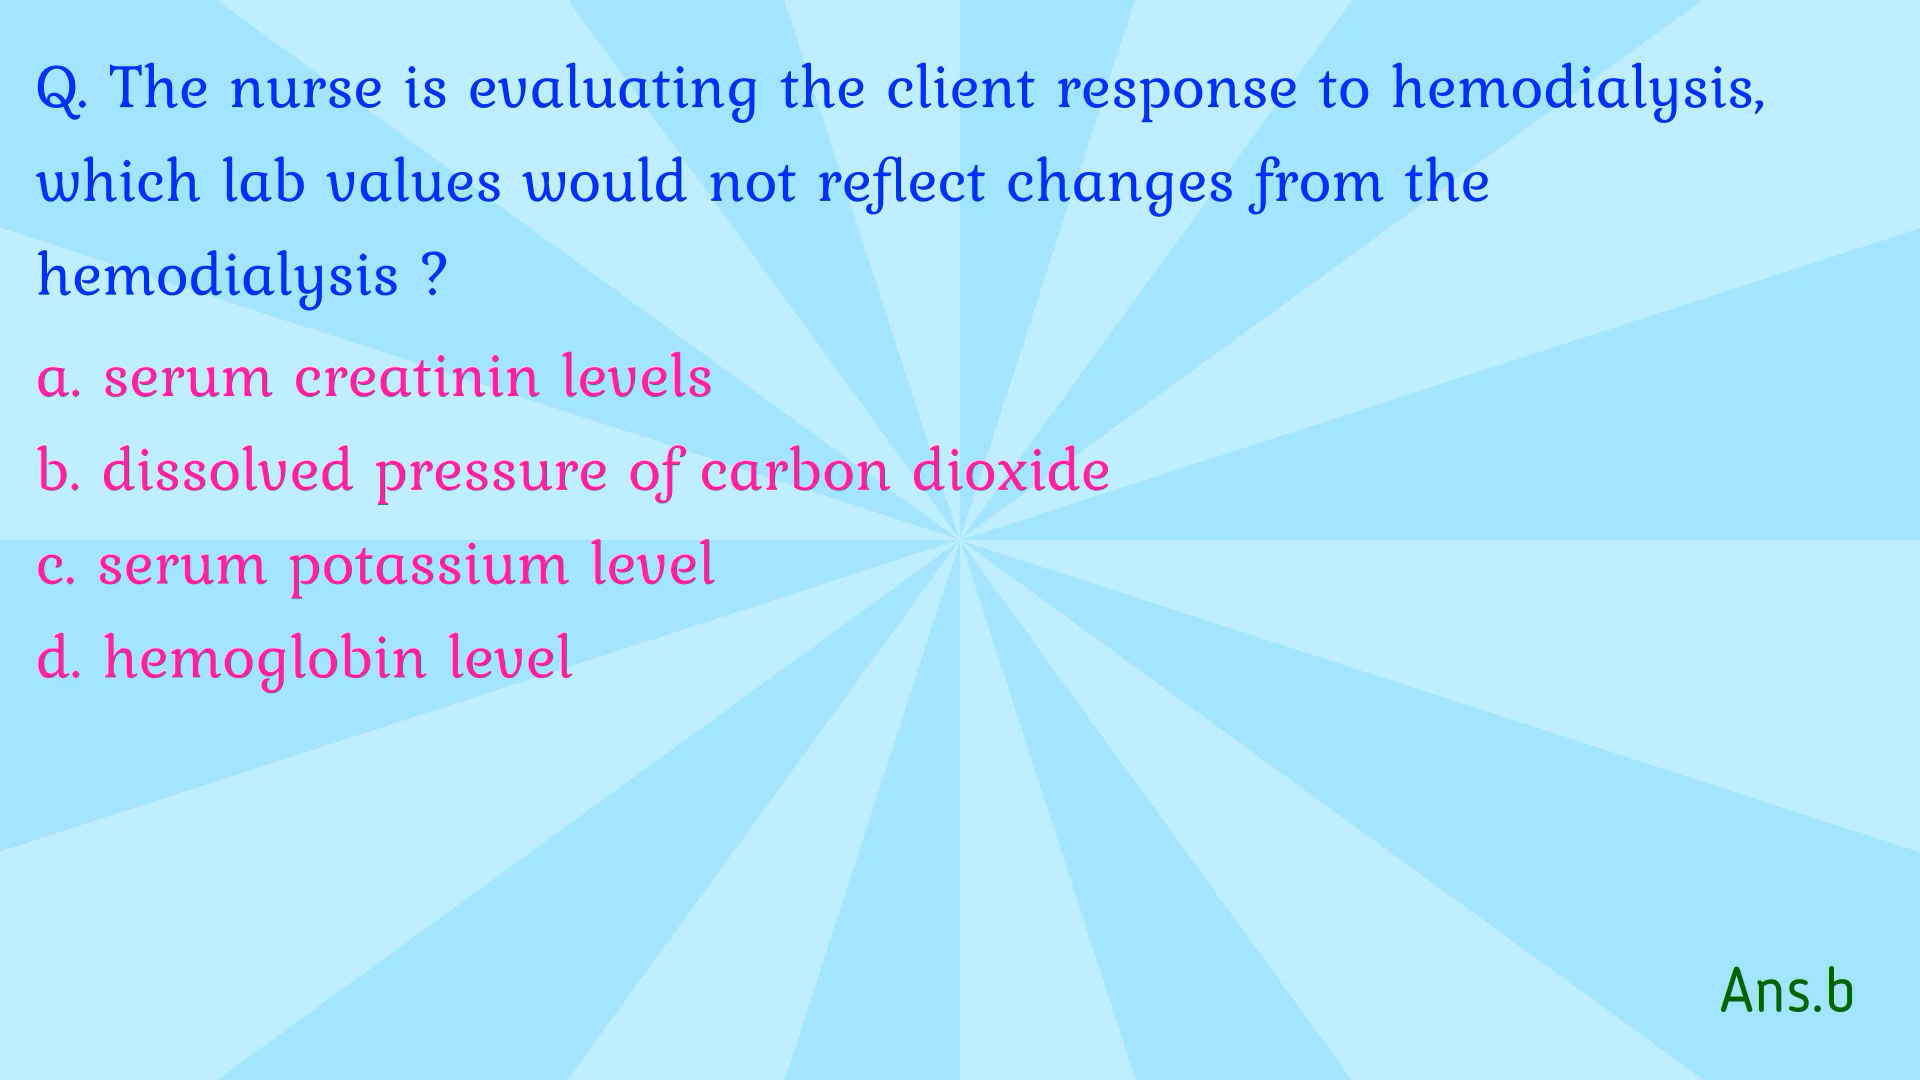 Q. The nurse is evaluating the client response to hemodialysis,
which lab values would not reflect changes from the
hemodialysis ?
a. serum creatinin levels
b. dissolved pressure of carbon dioxide
c. serum potassium level
d. hemoglobin level
Ans.b